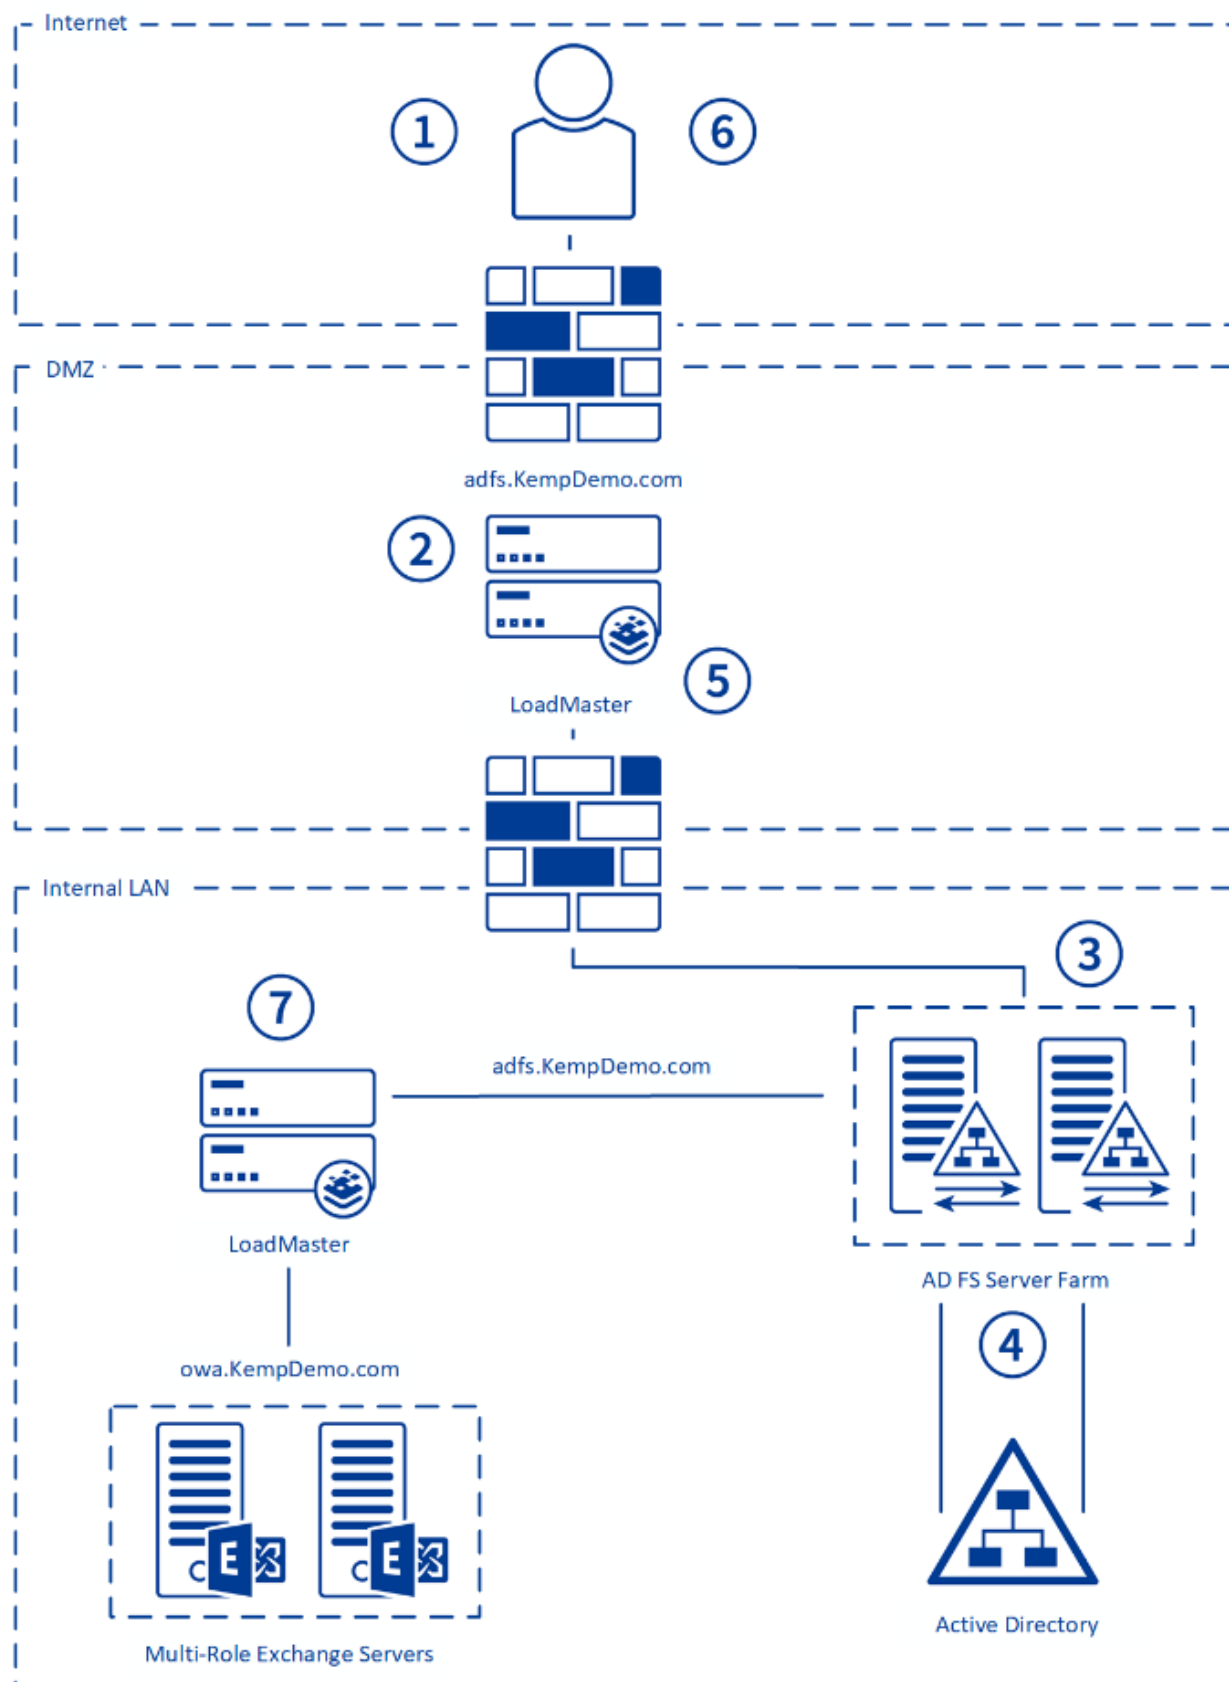 Internet
1
6
DMZ
adfs.KempDemo.com
2
5
LoadMaster
Internal LAN
3
7
adfs.KempDemo.com
LoadMaster
AD FS Server Farm
4
owa.KempDemo.com
E
E
Active Directory
Multi-Role Exchange Servers